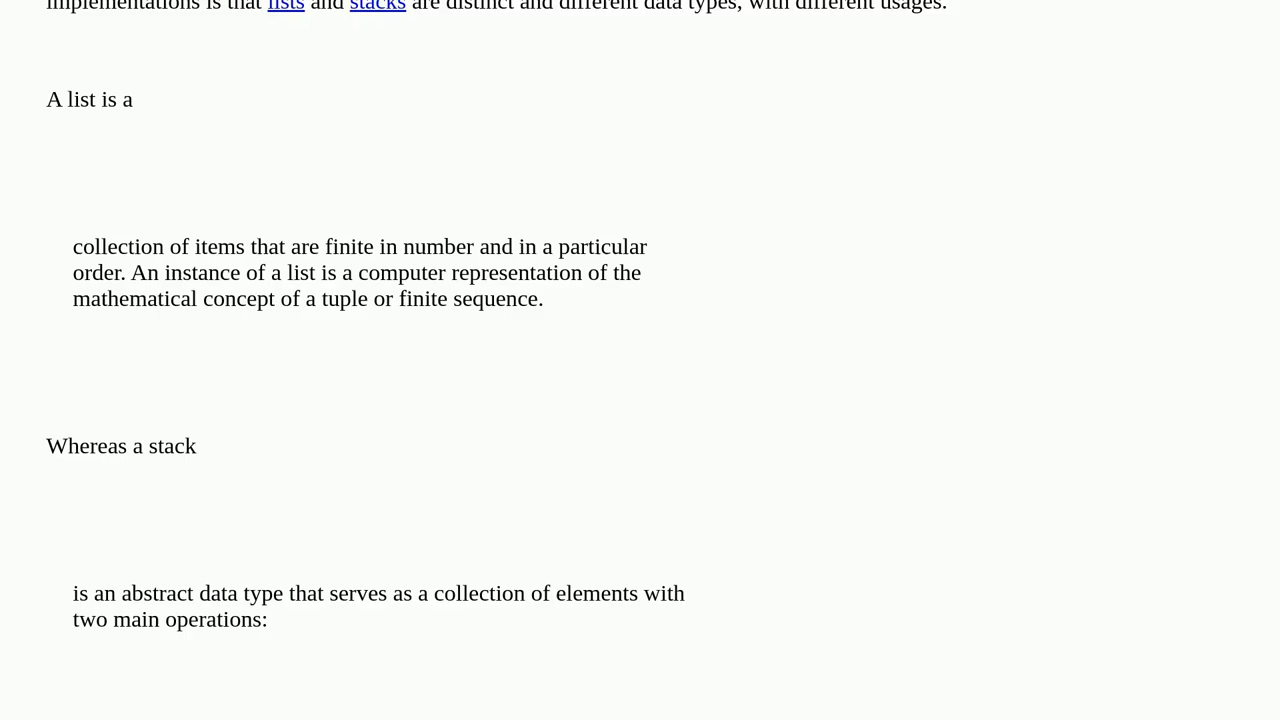 implementations is that lists and stacks are distinct and different data types, with different usages.
A list is a
collection of items that are finite in number and in a particular
order. An instance of a list is a computer representation of the
mathematical concept of a tuple or finite sequence.
Whereas a stack
is an abstract data type that serves as a collection of elements with
two main operations: